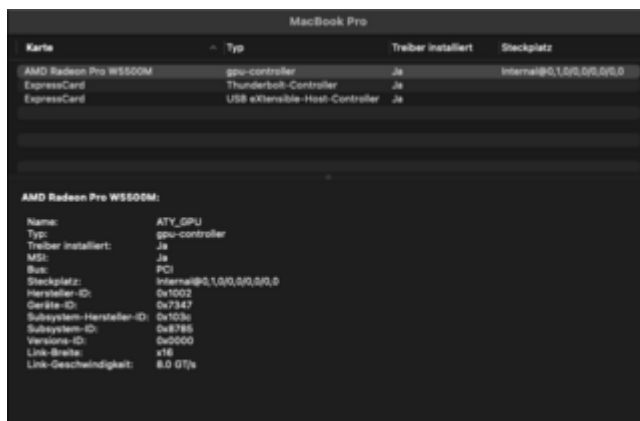 MacBook Pro
Karte Typ Treiber installiert Steckplatz
AMD Radeon Pro W5500M gpu-controller Ja Internal@0,1,0/0,0/0,0/0,0
ExpressCard Thunderbolt-Controller Ja
ExpressCard USB eXtensible-Host-Controller Ja
AMD Radeon Pro W5500M:
Name: ATY_GPU
Typ: gpu-controller
Treiber installiert: Ja
MSI: Ja
Bus: PCI
Steckplatz: Internal@0,1,0/0,0/0,0/0,0
Hersteller-ID: 0x1002
Geräte-ID: 0x7347
Subsystem-Hersteller-ID: 0x103c
Subsystem-ID: 0x8785
Versions-ID: 0x0000
Link-Breite: x16
Link-Geschwindigkeit: 8.0 GT/s